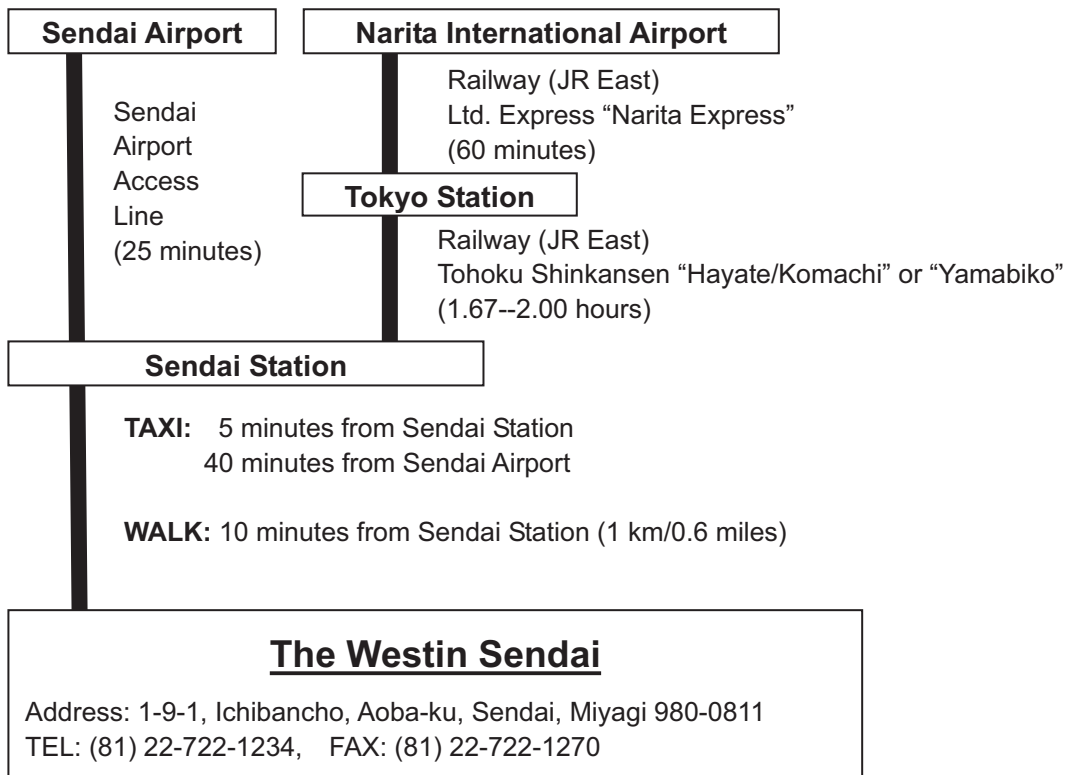 Sendai Airport
Narita International Airport
Sendai
Airport
Access
Line
(25 minutes)
Railway (JR East)
Ltd. Express “Narita Express”
(60 minutes)
Tokyo Station
Railway (JR East)
Tohoku Shinkansen “Hayate/Komachi” or “Yamabiko”
(1.67--2.00 hours)
Sendai Station
TAXI: 5 minutes from Sendai Station
40 minutes from Sendai Airport
WALK: 10 minutes from Sendai Station (1 km/0.6 miles)
The Westin Sendai
Address: 1-9-1, Ichibancho, Aoba-ku, Sendai, Miyagi 980-0811
TEL: (81) 22-722-1234, FAX: (81) 22-722-1270